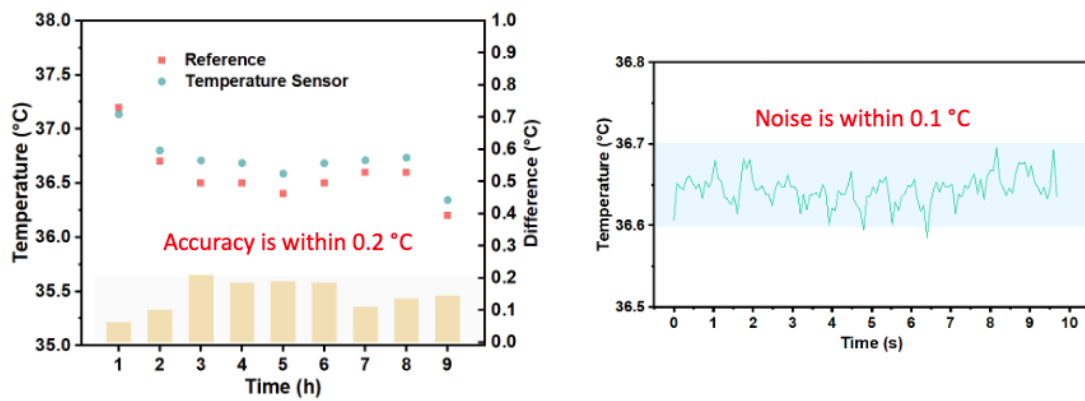 38.0
37.5
37.0
36.5
36.0
35.5
35.0
Temperature (°C)
Reference
Temperature Sensor
Accuracy is within 0.2 °C
1 2 3 4 5 6 7 8 9
Time (h)
1.0
0.9
0.8
0.7
0.6
0.5
0.4
0.3
0.2
0.1
0.0
Difference (°C)
36.8
36.7
36.6
36.5
Temperature (°C)
Noise is within 0.1 °C
0 1 2 3 4 5 6 7 8 9 10
Time (s)